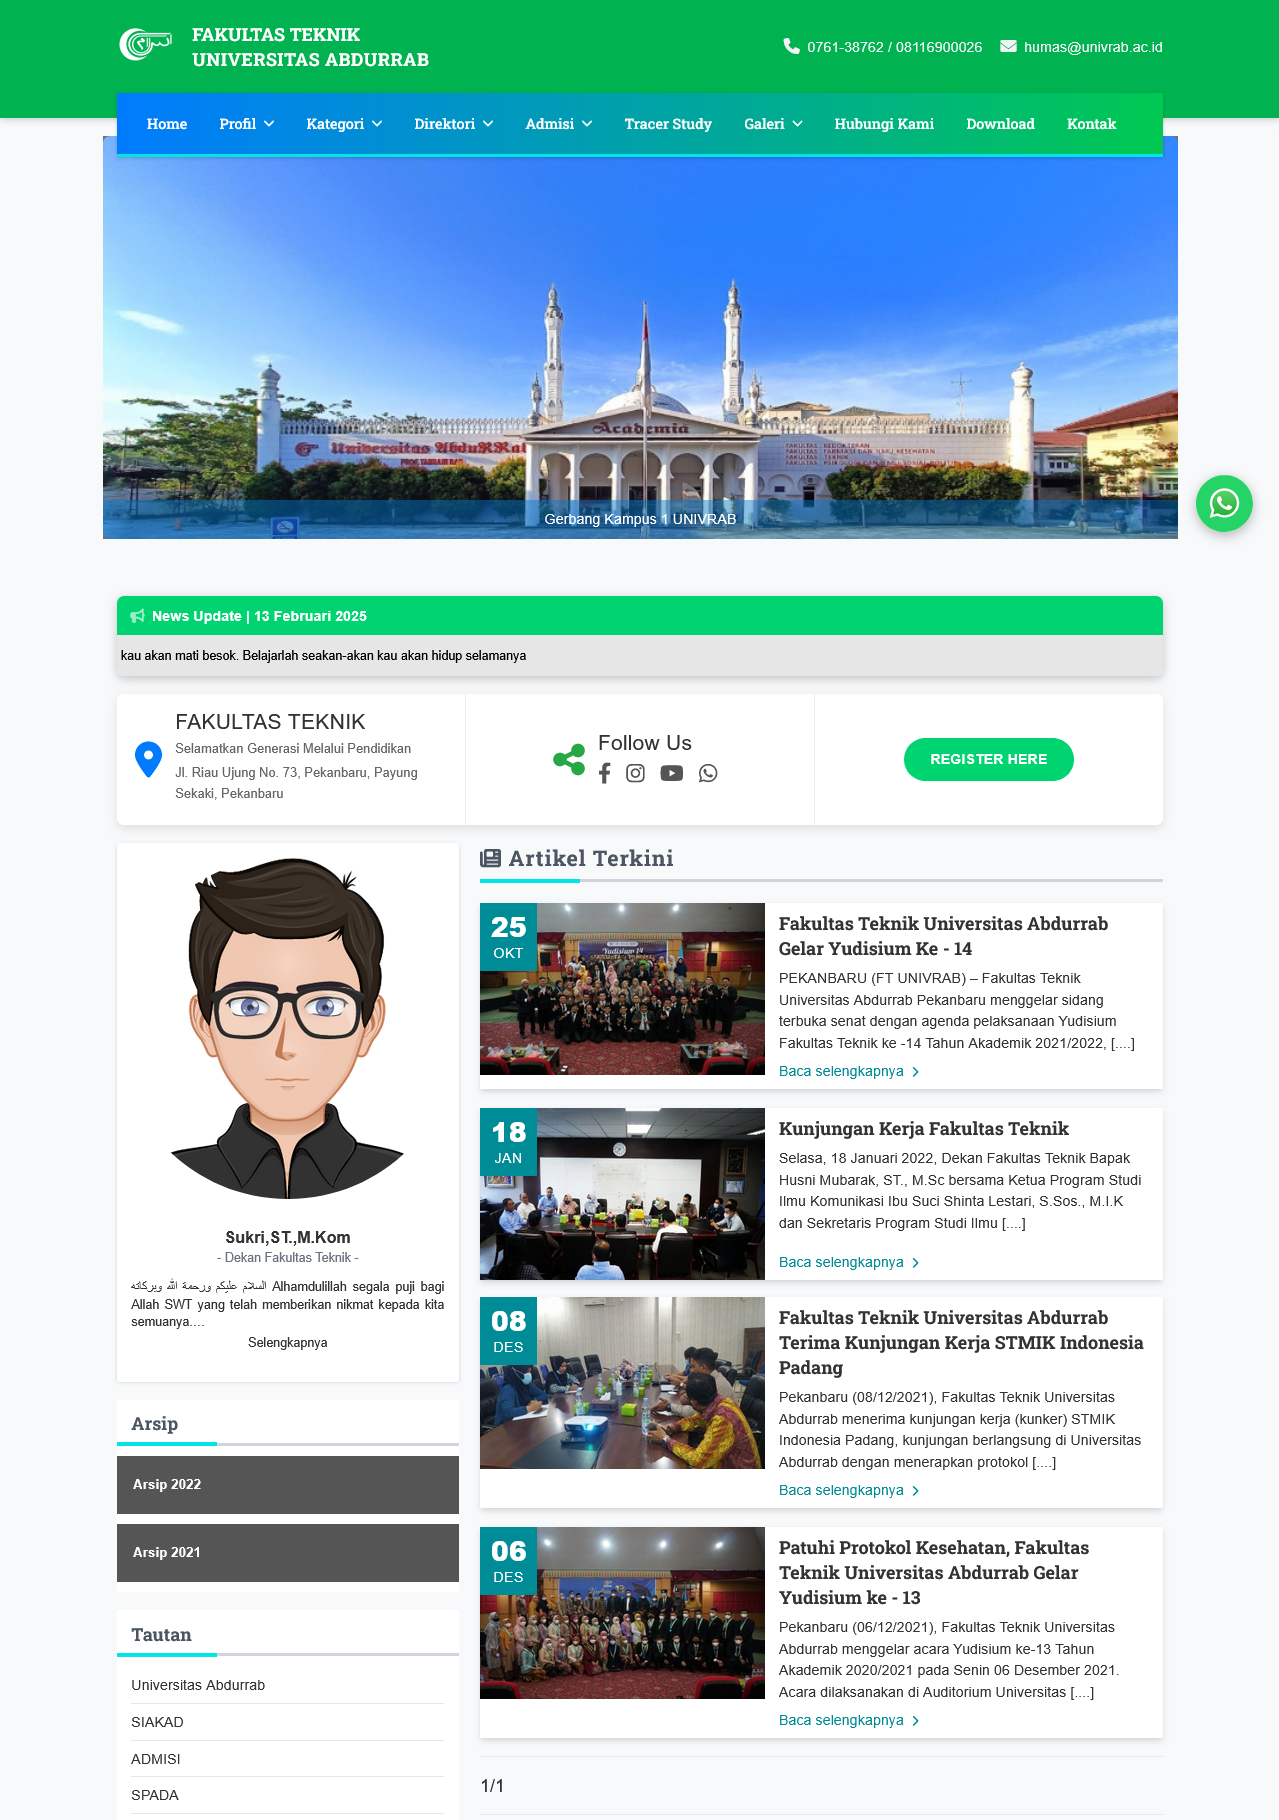 FAKULTAS TEKNIK
UNIVERSITAS ABDURRAB
0761-38762 / 08116900026 humas@univrab.ac.id
Home Profil Kategori Direktori Admisi Tracer Study Galeri Hubungi Kami Download Kontak
Academia
Universitas AbduRRab
FAKULTAS KEDOKTERAN
FAKULTAS FARMASI DAN ILMU KESEHATAN
FAKULTAS TEKNIK
Gerbang Kampus 1 UNIVRAB
News Update | 13 Februari 2025
kau akan mati besok. Belajarlah seakan-akan kau akan hidup selamanya
FAKULTAS TEKNIK
Selamatkan Generasi Melalui Pendidikan
Jl. Riau Ujung No. 73, Pekanbaru, Payung
Sekaki, Pekanbaru
Follow Us
REGISTER HERE
Sukri,ST.,M.Kom
- Dekan Fakultas Teknik -
السلام عليكم ورحمة الله وبركاته Alhamdulillah segala puji bagi
Allah SWT yang telah memberikan nikmat kepada kita
semuanya....
Selengkapnya
Arsip
Arsip 2022
Arsip 2021
Tautan
Universitas Abdurrab
SIAKAD
ADMISI
SPADA
Artikel Terkini
25
OKT
Yudisium 14
Fakultas Teknik Universitas Abdurrab
Gelar Yudisium Ke - 14
PEKANBARU (FT UNIVRAB) – Fakultas Teknik
Universitas Abdurrab Pekanbaru menggelar sidang
terbuka senat dengan agenda pelaksanaan Yudisium
Fakultas Teknik ke -14 Tahun Akademik 2021/2022, [....]
Baca selengkapnya
18
JAN
Kunjungan Kerja Fakultas Teknik
Selasa, 18 Januari 2022, Dekan Fakultas Teknik Bapak
Husni Mubarak, ST., M.Sc bersama Ketua Program Studi
Ilmu Komunikasi Ibu Suci Shinta Lestari, S.Sos., M.I.K
dan Sekretaris Program Studi Ilmu [....]
Baca selengkapnya
08
DES
Fakultas Teknik Universitas Abdurrab
Terima Kunjungan Kerja STMIK Indonesia
Padang
Pekanbaru (08/12/2021), Fakultas Teknik Universitas
Abdurrab menerima kunjungan kerja (kunker) STMIK
Indonesia Padang, kunjungan berlangsung di Universitas
Abdurrab dengan menerapkan protokol [....]
Baca selengkapnya
06
DES
Patuhi Protokol Kesehatan, Fakultas
Teknik Universitas Abdurrab Gelar
Yudisium ke - 13
Pekanbaru (06/12/2021), Fakultas Teknik Universitas
Abdurrab menggelar acara Yudisium ke-13 Tahun
Akademik 2020/2021 pada Senin 06 Desember 2021.
Acara dilaksanakan di Auditorium Universitas [....]
Baca selengkapnya
1/1